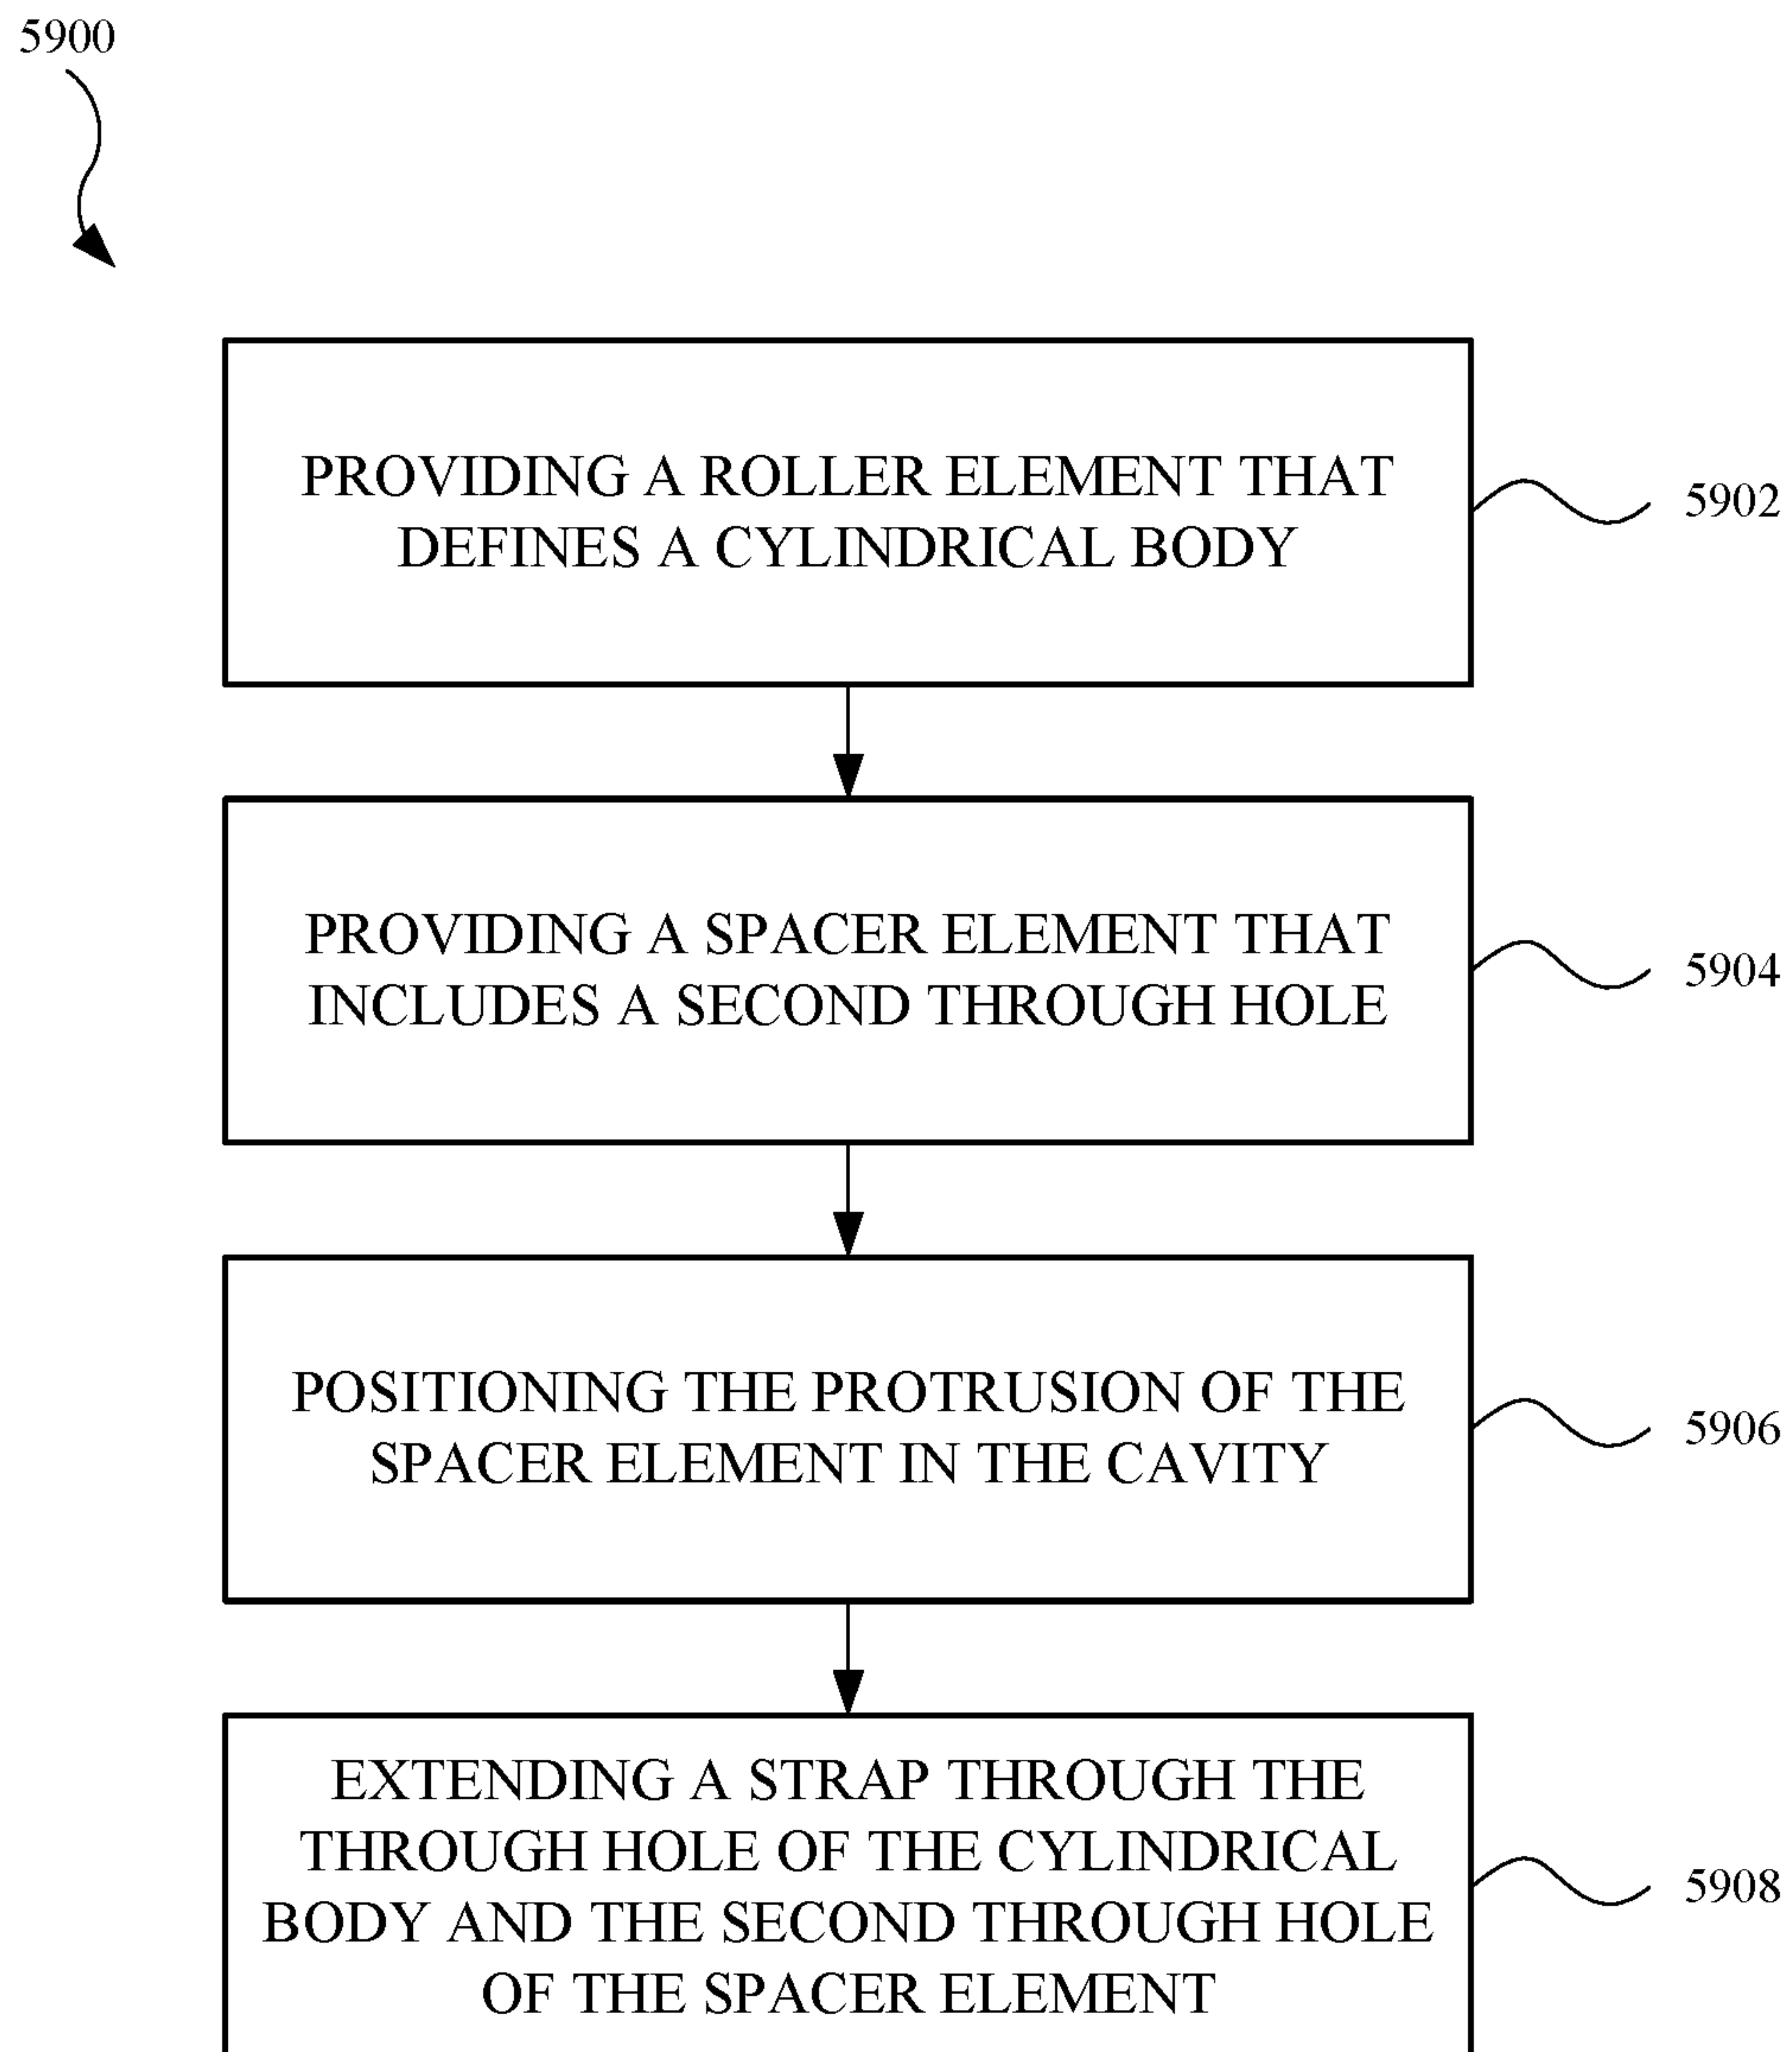 5900
PROVIDING A ROLLER ELEMENT THAT
DEFINES A CYLINDRICAL BODY
5902
PROVIDING A SPACER ELEMENT THAT
INCLUDES A SECOND THROUGH HOLE
5904
POSITIONING THE PROTRUSION OF THE
SPACER ELEMENT IN THE CAVITY
5906
EXTENDING A STRAP THROUGH THE
THROUGH HOLE OF THE CYLINDRICAL
BODY AND THE SECOND THROUGH HOLE
OF THE SPACER ELEMENT
5908